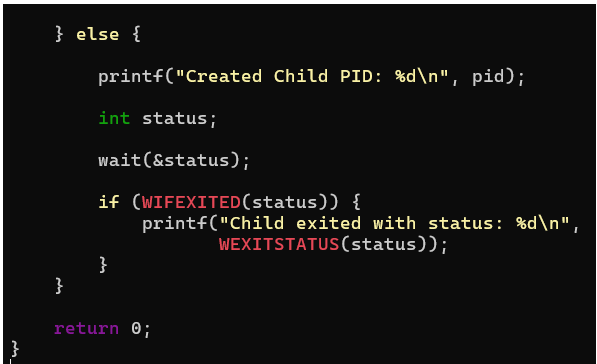 } else {
printf("Created Child PID: %d\n", pid);
int status;
wait(&status);
if (WIFEXITED(status)) {
printf("Child exited with status: %d\n",
WEXITSTATUS(status));
}
}
return 0;
}